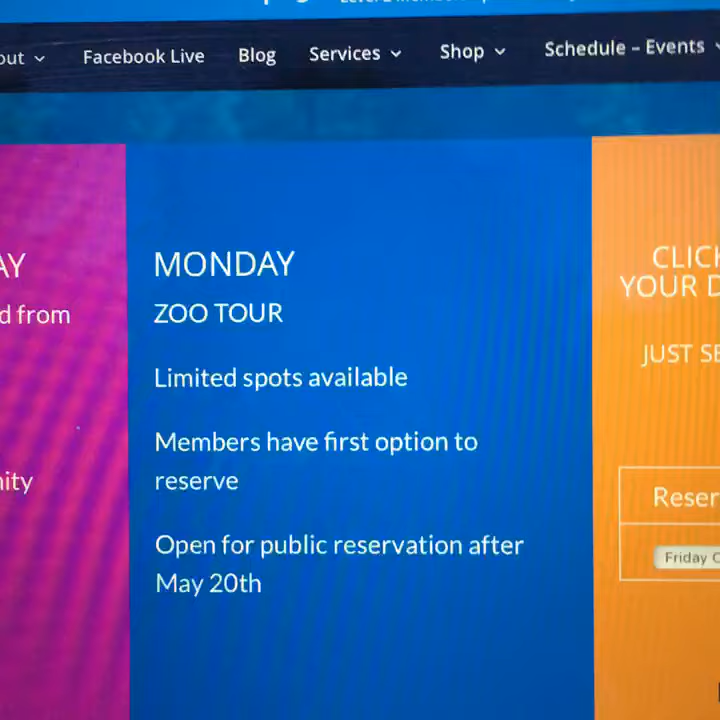 out Facebook Live Blog Services Shop Schedule – Events
AY
d from
nity
MONDAY
ZOO TOUR
Limited spots available
Members have first option to
reserve
Open for public reservation after
May 20th
CLICK
YOUR D
JUST SE
Reser
Friday